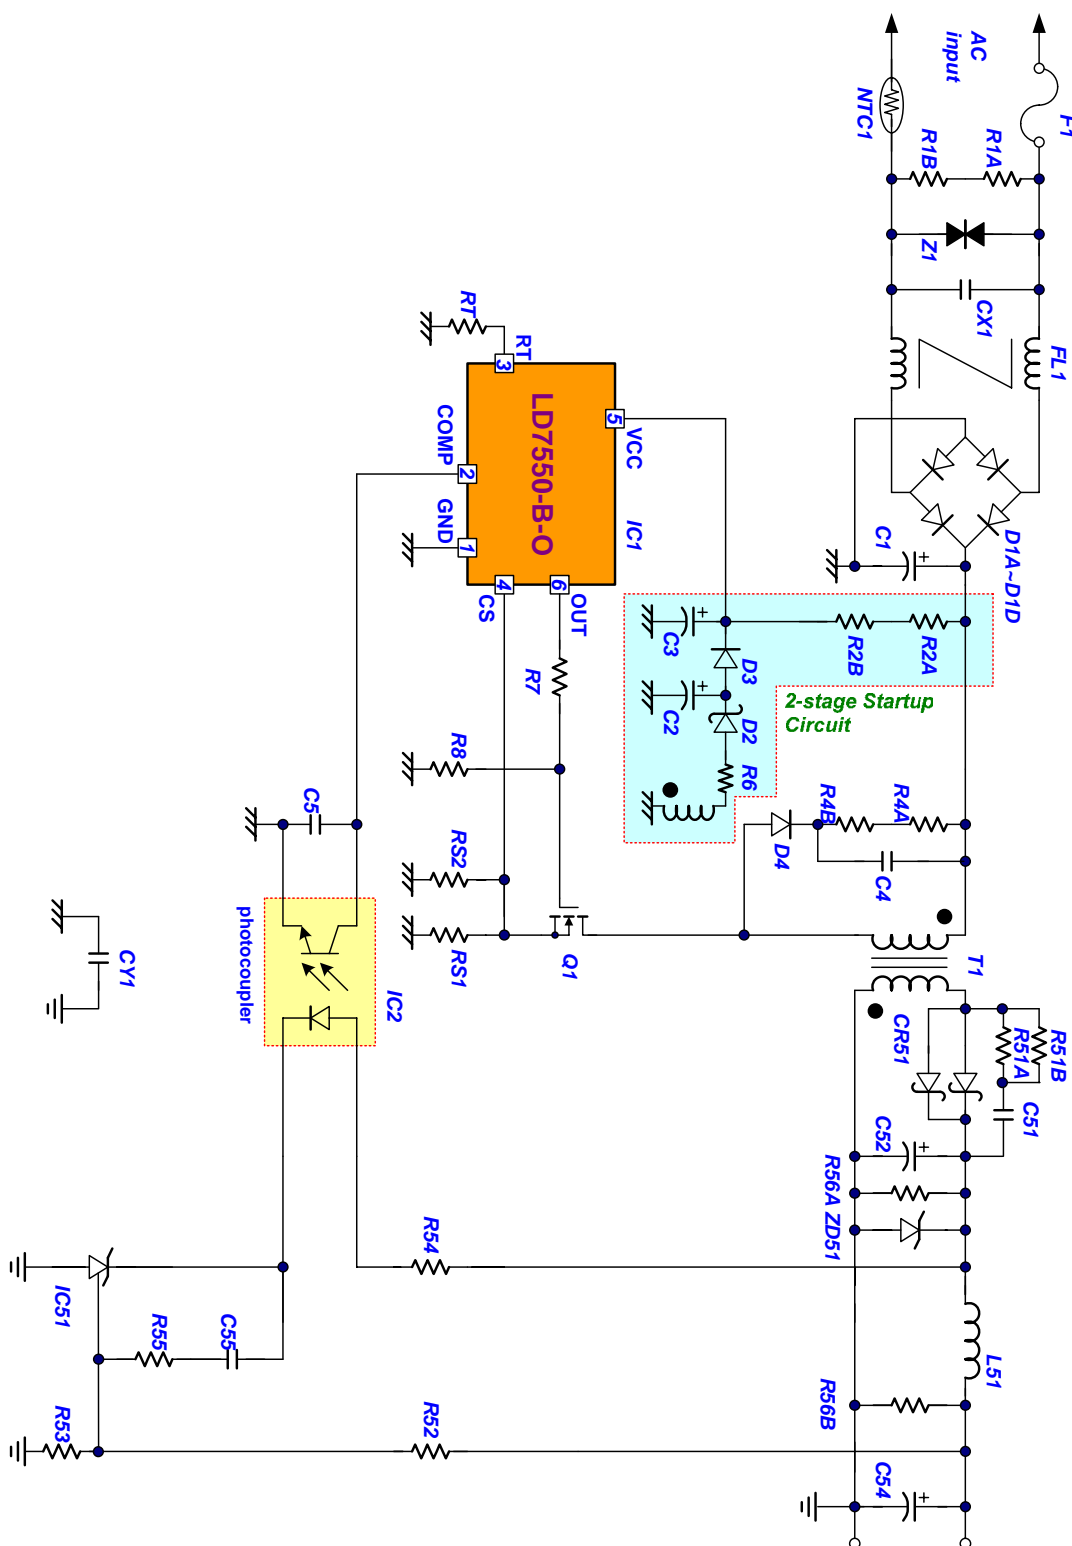 F1
AC
input
NTC1
R1A
R1B
Z1
CX1
FL1
D1A~D1D
C1
R2A
R2B
2-stage Startup
Circuit
C3
D3
C2
D2
R6
R4A
R4B
C4
D4
T1
RT
RT
3
LD7550-B-O
IC1
5
VCC
COMP
2
GND
1
4
CS
6
OUT
R7
R8
RS2
RS1
Q1
C5
photocoupler
IC2
CY1
CR51
R51A
R51B
C51
C52
R56A
ZD51
R54
L51
R56B
IC51
R55
C55
R53
R52
C54